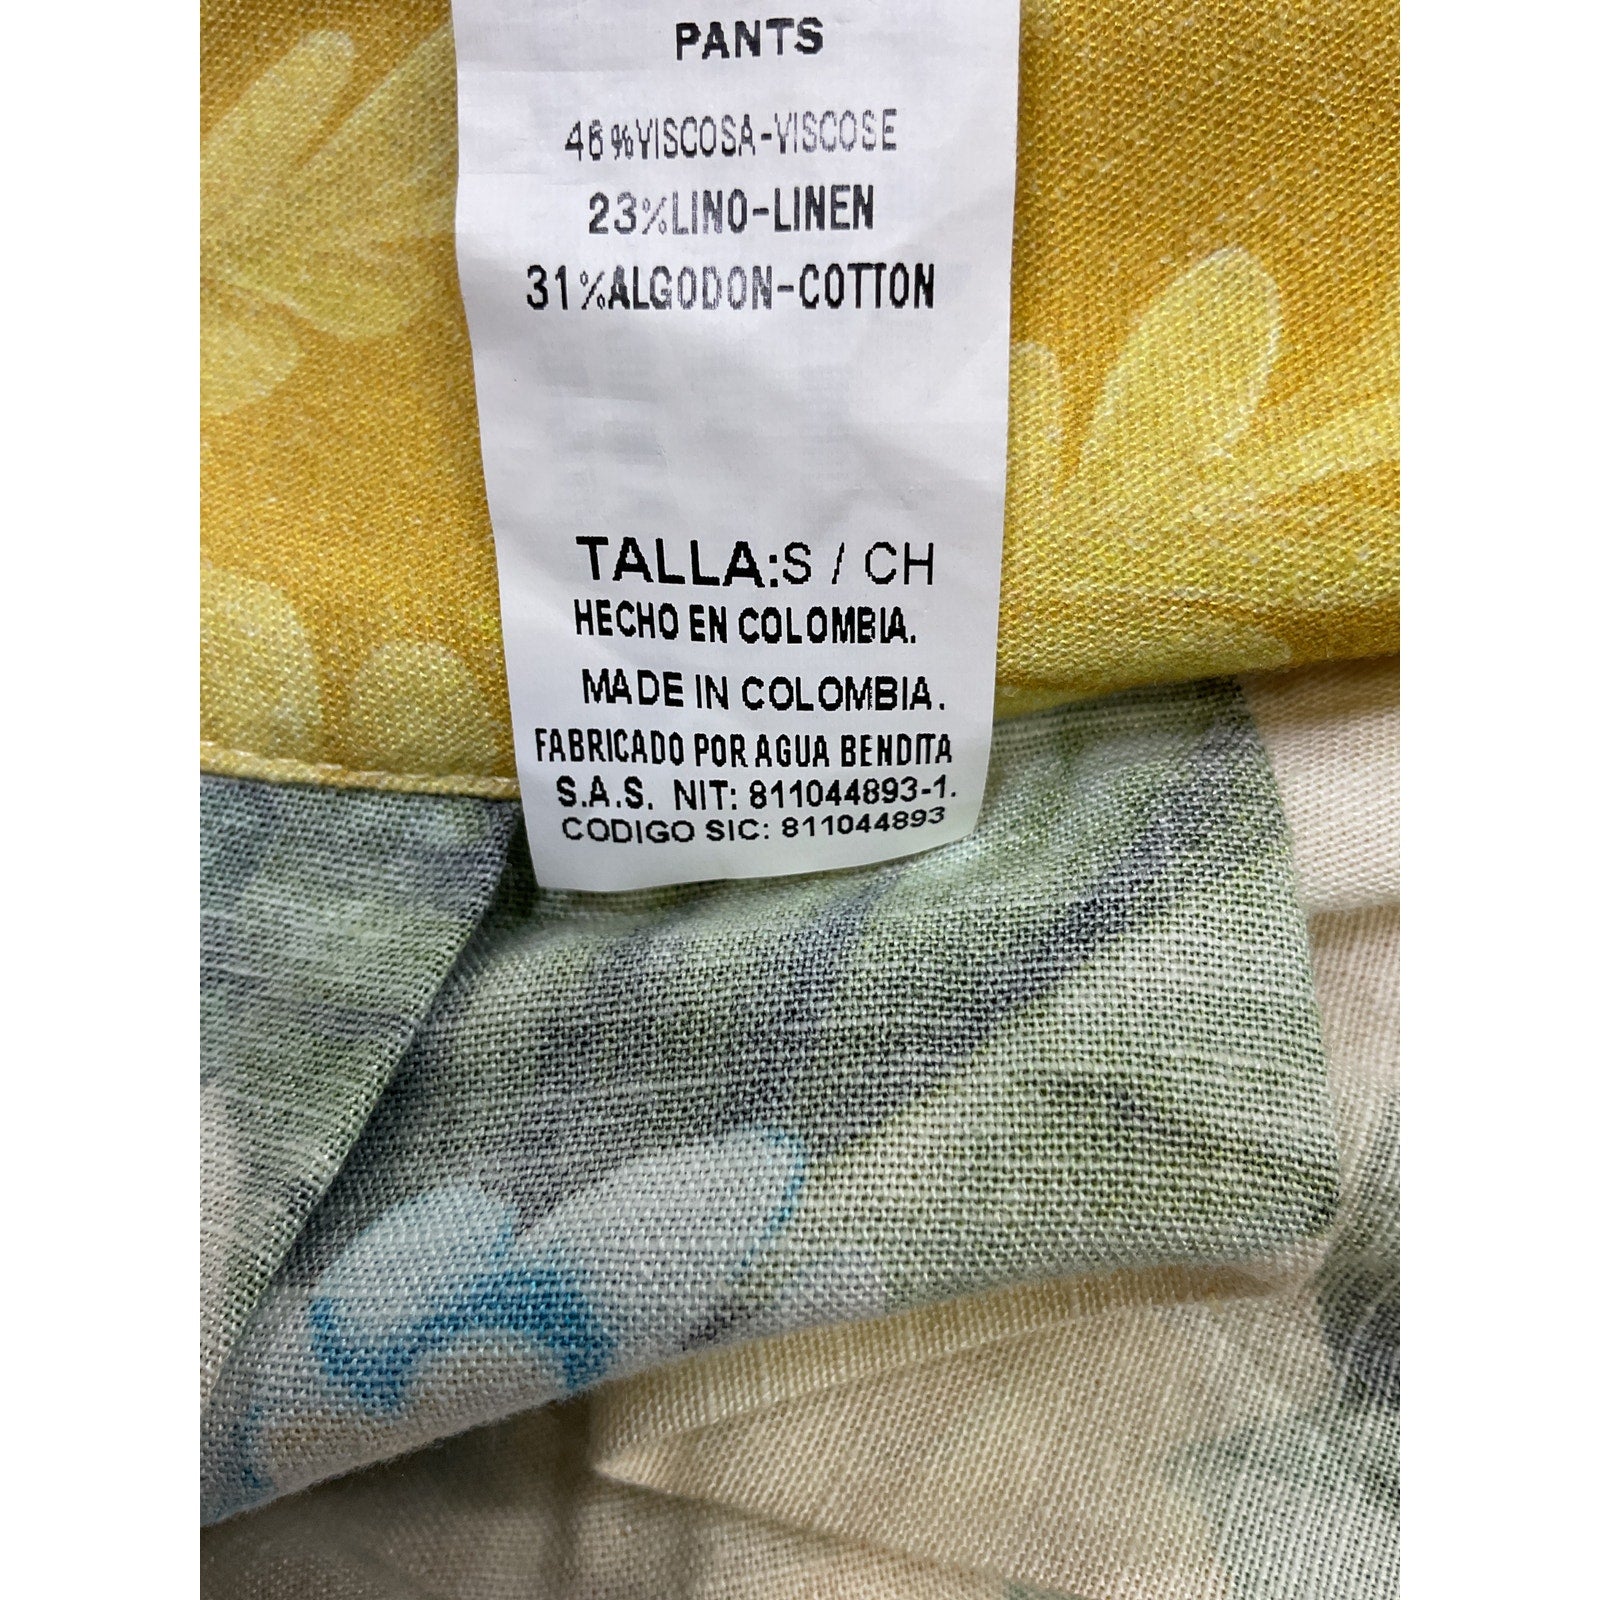 PANTS
46%VISCOSA-VISCOSE
23%LINO-LINEN
31%ALGODON-COTTON
TALLA:S / CH
HECHO EN COLOMBIA.
MADE IN COLOMBIA.
FABRICADO POR AGUA BENDITA
S.A.S. NIT: 811044893-1.
CODIGO SIC: 811044893